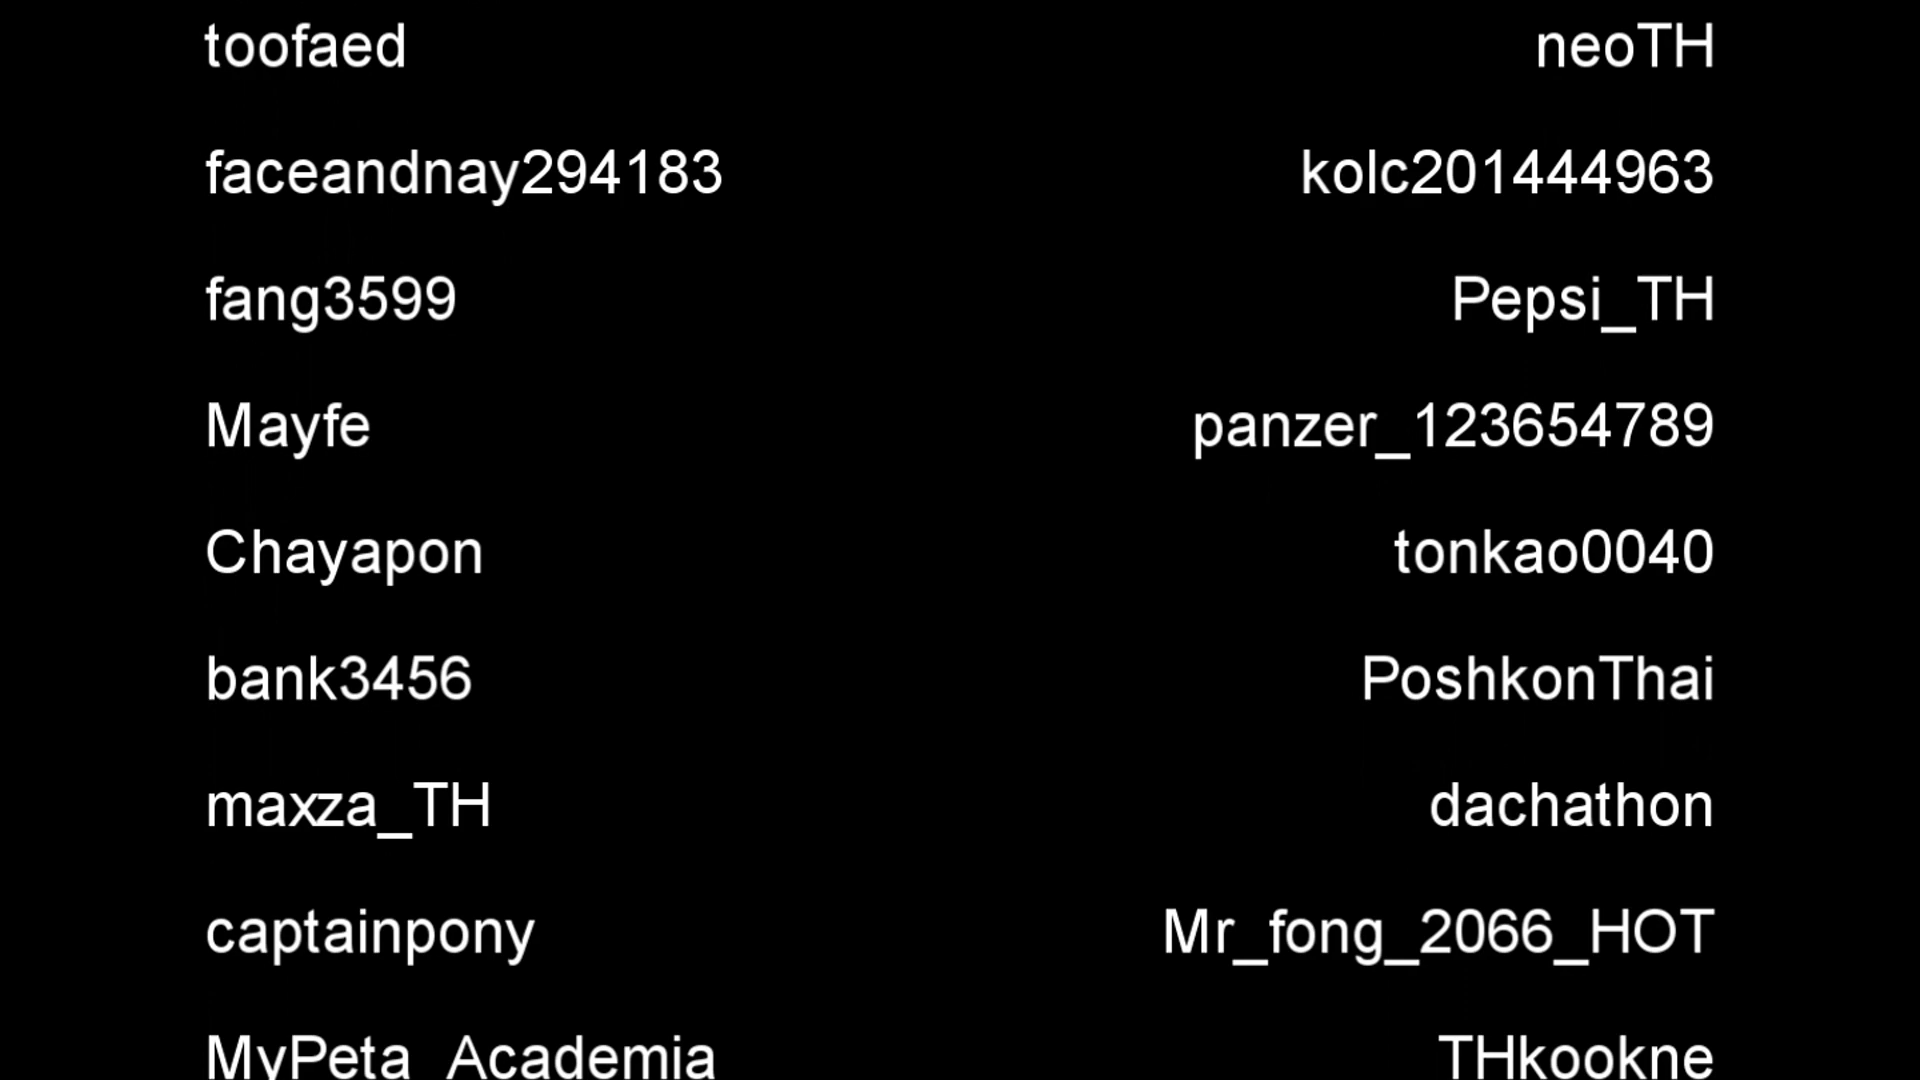 toofaed neoTH
faceandnay294183 kolc201444963
fang3599 Pepsi_TH
Mayfe panzer_123654789
Chayapon tonkao0040
bank3456 PoshkonThai
maxza_TH dachathon
captainpony Mr_fong_2066_HOT
MyPeta_Academia THkookne